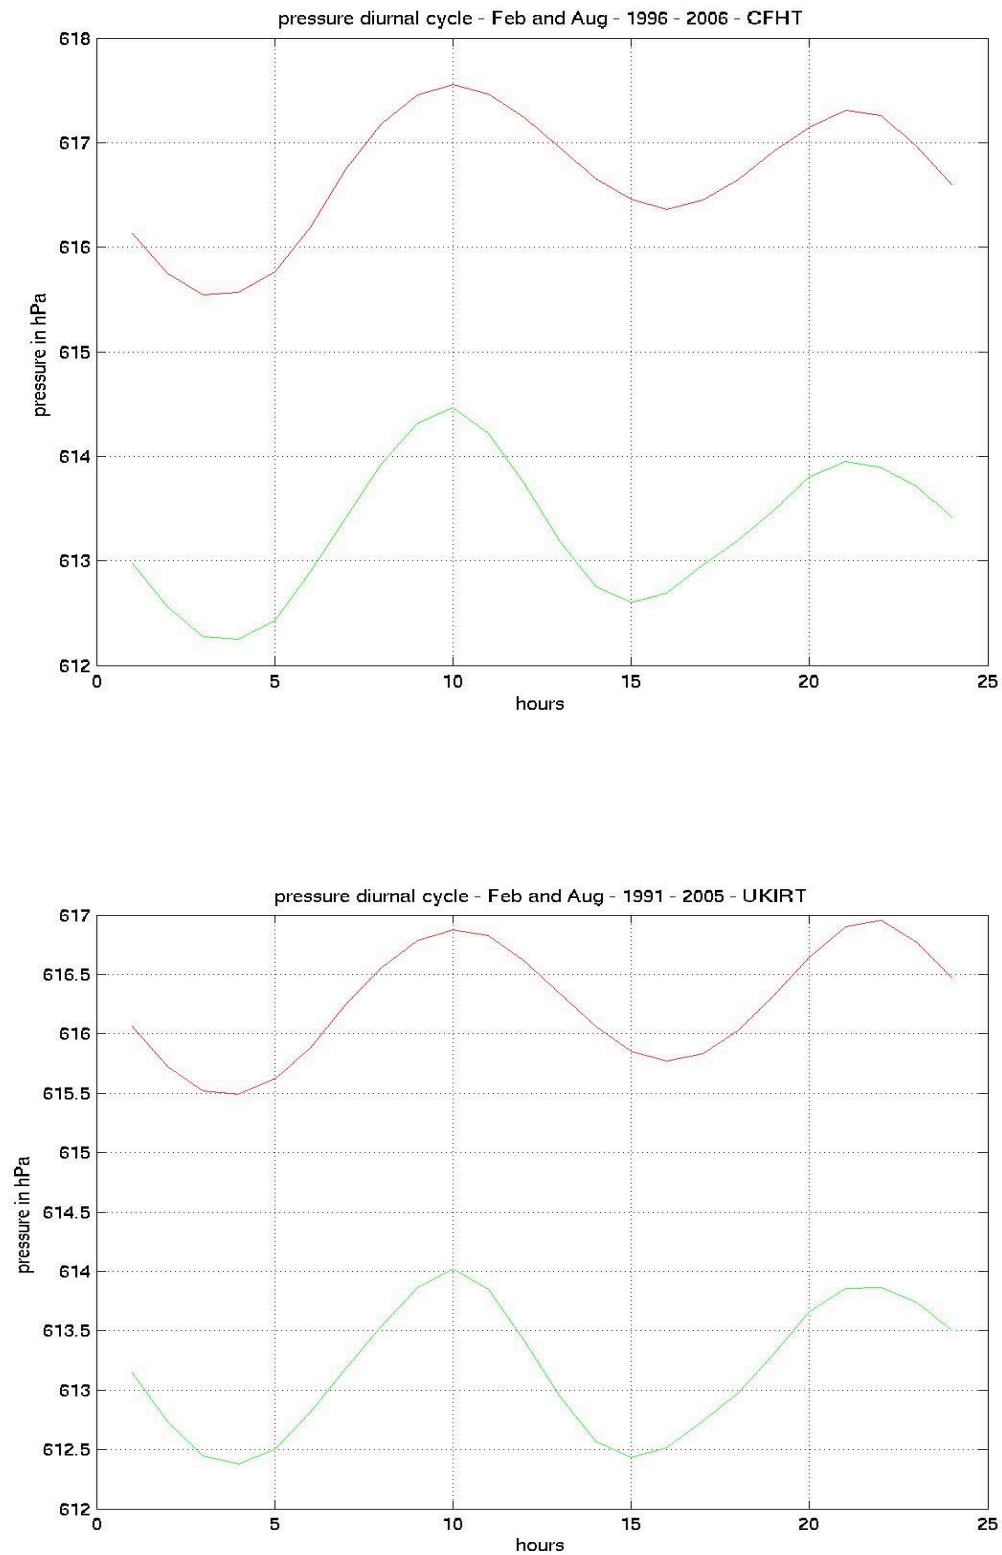 pressure diurnal cycle - Feb and Aug - 1996 - 2006 - CFHT
618
617
616
615
614
613
612
pressure in hPa
0 5 10 15 20 25
hours
pressure diurnal cycle - Feb and Aug - 1991 - 2005 - UKIRT
617
616.5
616
615.5
615
614.5
614
613.5
613
612.5
612
pressure in hPa
0 5 10 15 20 25
hours